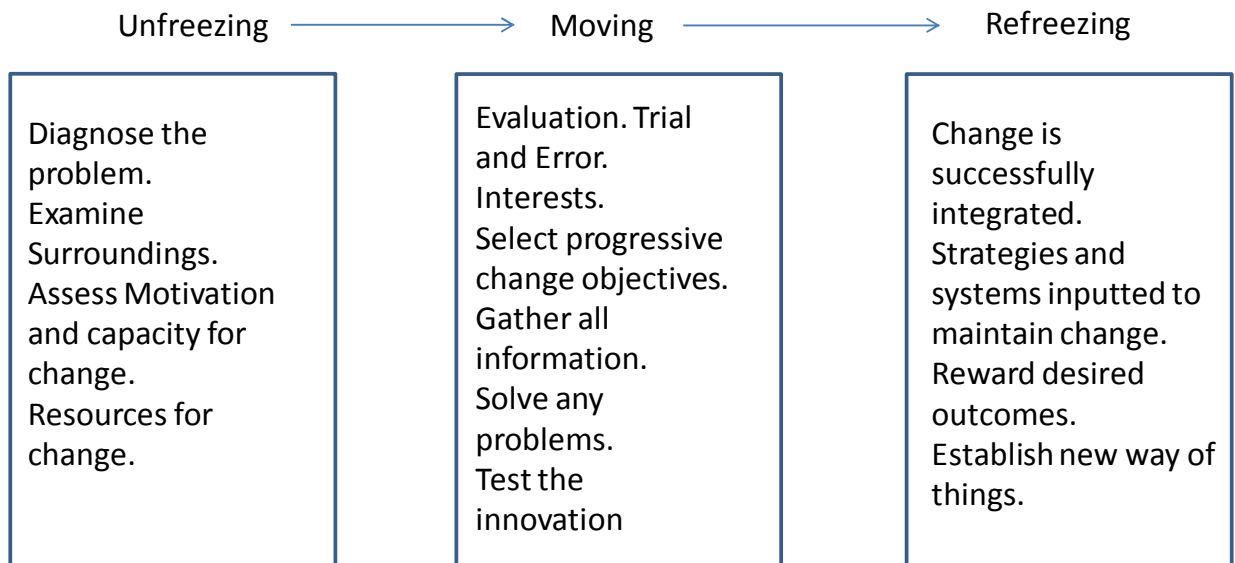 Unfreezing
Moving
Refreezing
Diagnose the
problem.
Examine
Surroundings.
Assess Motivation
and capacity for
change.
Resources for
change.
Evaluation. Trial
and Error.
Interests.
Select progressive
change objectives.
Gather all
information.
Solve any
problems.
Test the
innovation
Change is
successfully
integrated.
Strategies and
systems inputted to
maintain change.
Reward desired
outcomes.
Establish new way of
things.